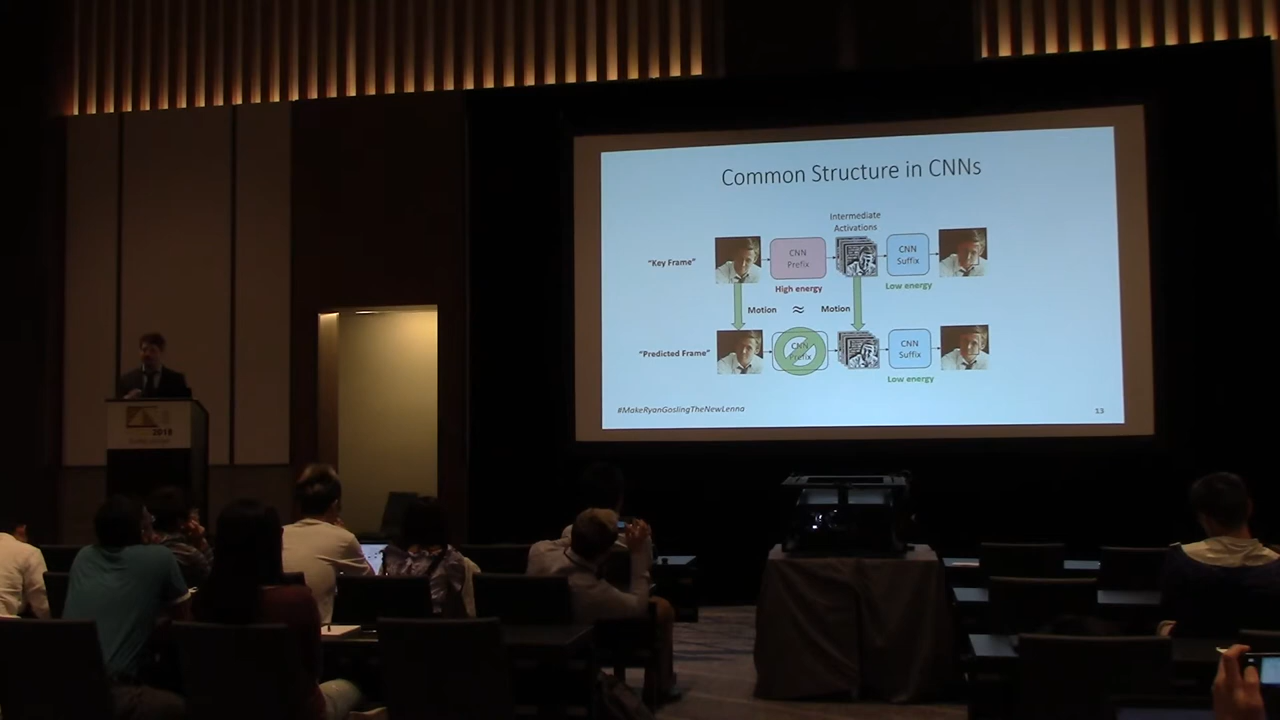 Common Structure in CNNs
Intermediate
Activations
"Key Frame"
CNN
Prefix
CNN
Suffix
High energy
Low energy
Motion ≈ Motion
"Predicted Frame"
CNN
Prefix
CNN
Suffix
Low energy
#MakeRyanGoslingTheNewLenna
13
2018